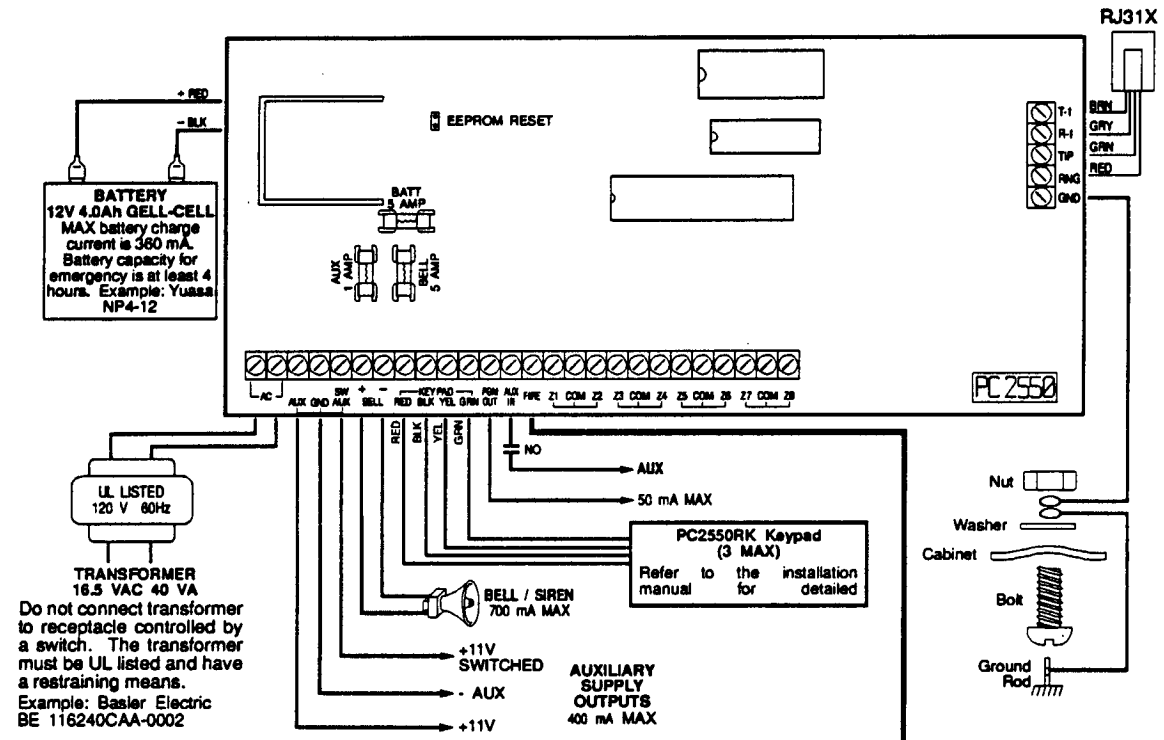 RJ31X
+ RED
- BLK
EEPROM RESET
BATT
5 AMP
AUX
1 AMP
BELL
5 AMP
T-1
R-1
TIP
RNG
GND
BRN
GRY
GRN
RED
BATTERY
12V 4.0Ah GELL-CELL
MAX battery charge
current is 360 mA.
Battery capacity for
emergency is at least 4
hours. Example: Yuasa
NP4-12
PC2550
AC
AUX GND
SW
AUX
+ -
BELL
KEYPAD
RED BLK YEL GRN
PGM
OUT
AUX
IN
FIRE
Z1 COM Z2
Z3 COM Z4
Z5 COM Z6
Z7 COM Z8
RED
BLK
YEL
GRN
NO
AUX
50 mA MAX
UL LISTED
120 V 60Hz
TRANSFORMER
16.5 VAC 40 VA
Do not connect transformer
to receptacle controlled by
a switch. The transformer
must be UL listed and have
a restraining means.
Example: Basler Electric
BE 116240CAA-0002
PC2550RK Keypad
(3 MAX)
Refer to the installation
manual for detailed
BELL / SIREN
700 mA MAX
+11V
SWITCHED
- AUX
+11V
AUXILIARY
SUPPLY
OUTPUTS
400 mA MAX
Nut
Washer
Cabinet
Bolt
Ground
Rod